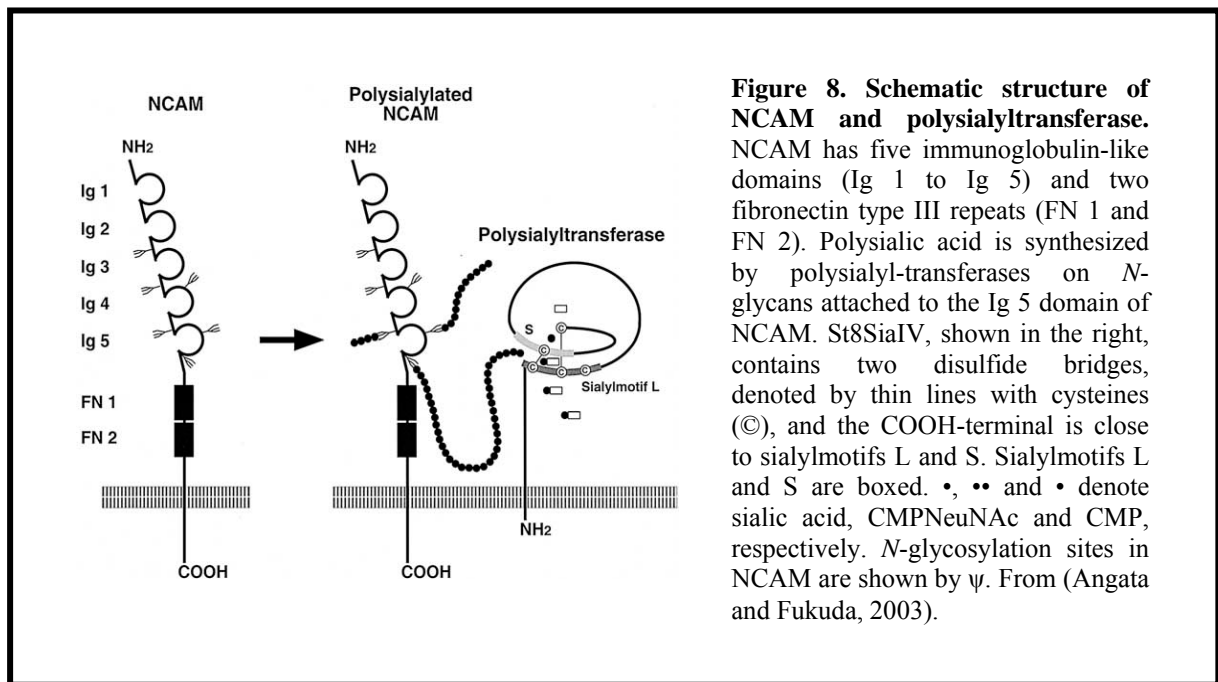 NCAM
NH2
Ig 1
Ig 2
Ig 3
Ig 4
Ig 5
FN 1
FN 2
COOH
Polysialylated
NCAM
NH2
COOH
Polysialyltransferase
S
C
C
C
C
C
Sialylmotif L
NH2
Figure 8. Schematic structure of
NCAM and polysialyltransferase.
NCAM has five immunoglobulin-like
domains (Ig 1 to Ig 5) and two
fibronectin type III repeats (FN 1 and
FN 2). Polysialic acid is synthesized
by polysialyl-transferases on N-
glycans attached to the Ig 5 domain of
NCAM. St8SiaIV, shown in the right,
contains two disulfide bridges,
denoted by thin lines with cysteines
(©), and the COOH-terminal is close
to sialylmotifs L and S. Sialylmotifs L
and S are boxed. •, •• and • denote
sialic acid, CMPNeuNAc and CMP,
respectively. N-glycosylation sites in
NCAM are shown by ψ. From (Angata
and Fukuda, 2003).